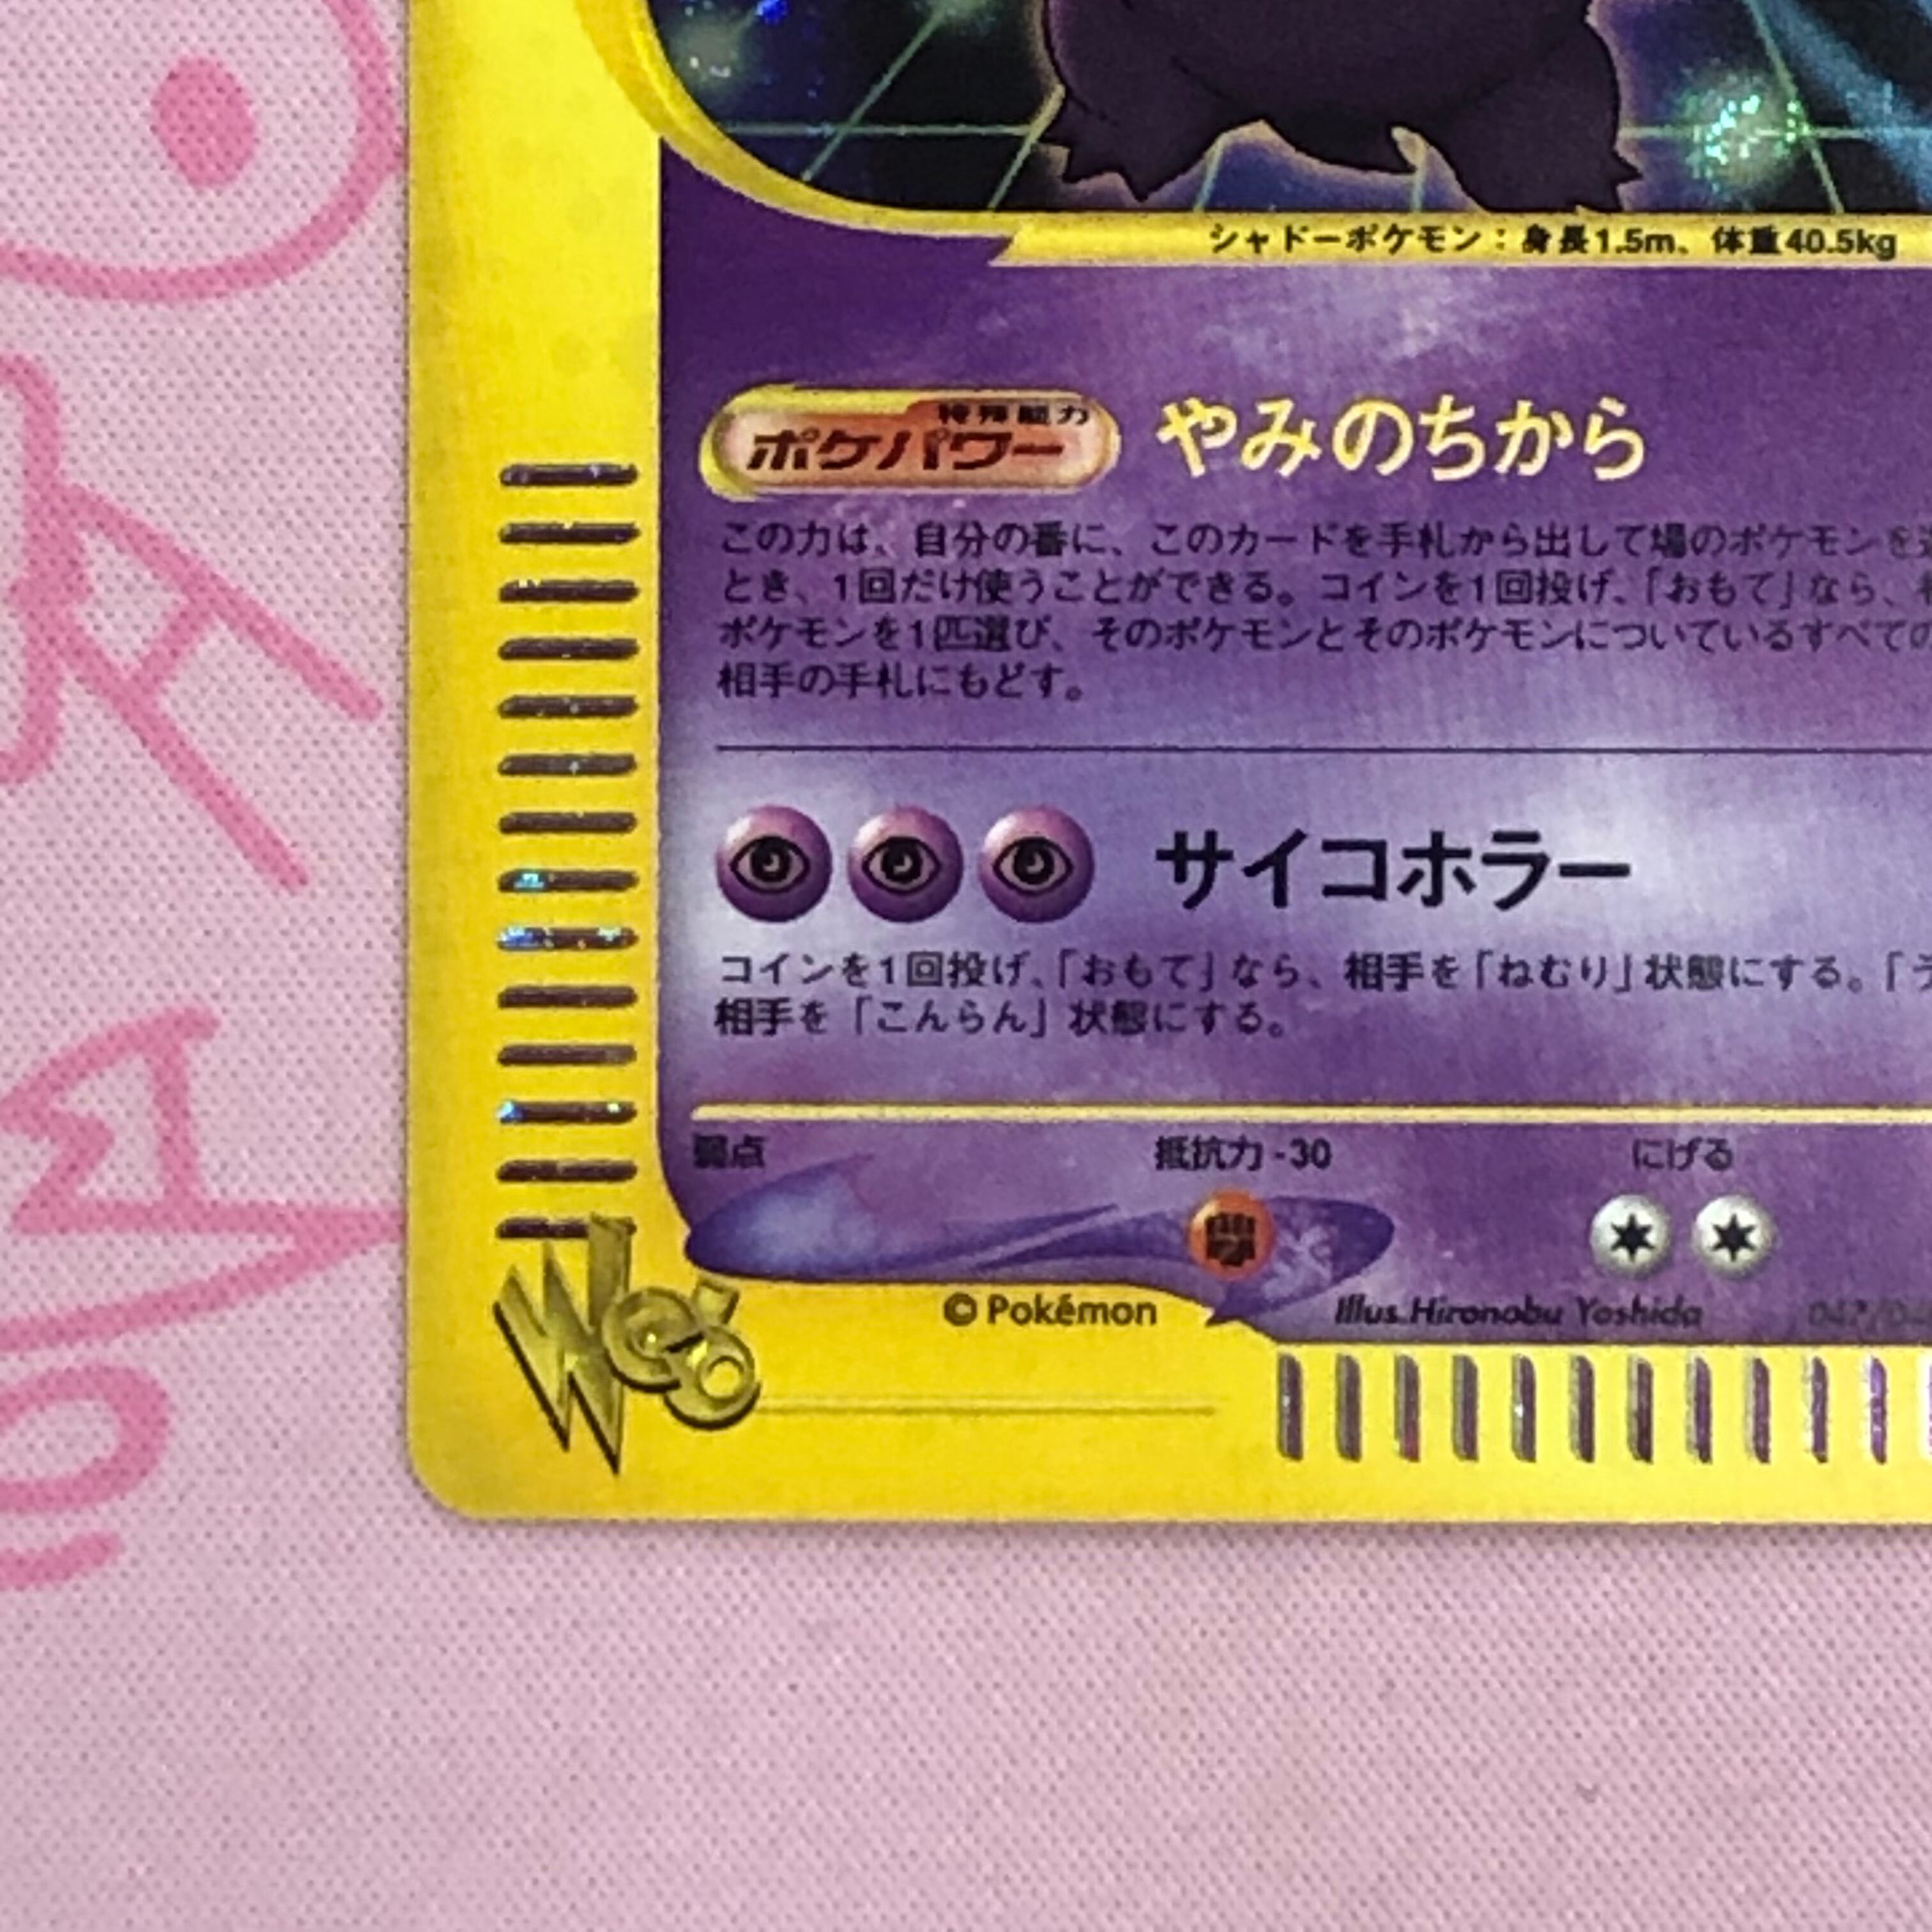 シャドーポケモン：身長1.5m、体重40.5kg
特殊能力
ポケパワー
やみのちから
この力は、自分の番に、このカードを手札から出して場のポケモンを
とき、1回だけ使うことができる。コインを1回投げ、「おもて」なら、
ポケモンを1匹選び、そのポケモンとそのポケモンについているすべての
相手の手札にもどす。
サイコホラー
コインを1回投げ、「おもて」なら、相手を「ねむり」状態にする。「う
相手を「こんらん」状態にする。
弱点 抵抗力 -30 にげる
© Pokémon Illus.Hironobu Yoshida
Web